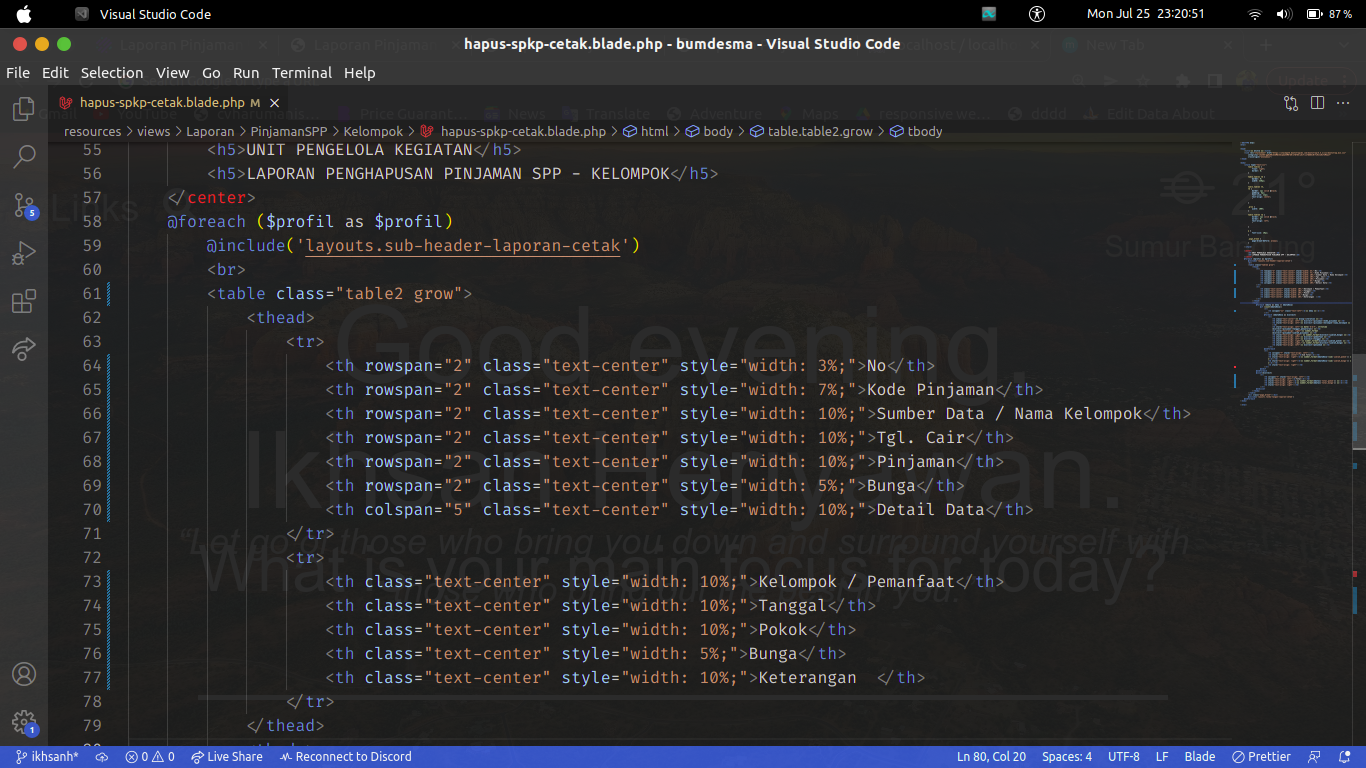 Visual Studio Code
Mon Jul 25 23:20:51
87 %
hapus-spkp-cetak.blade.php - bumdesma - Visual Studio Code
File Edit Selection View Go Run Terminal Help
hapus-spkp-cetak.blade.php M
resources > views > Laporan > PinjamanSPP > Kelompok > hapus-spkp-cetak.blade.php > html > body > table.table2.grow > tbody
55 <h5>UNIT PENGELOLA KEGIATAN</h5>
56 <h5>LAPORAN PENGHAPUSAN PINJAMAN SPP - KELOMPOK</h5>
57 </center>
58 @foreach ($profil as $profil)
59 @include('layouts.sub-header-laporan-cetak')
60 <br>
61 <table class="table2 grow">
62 <thead>
63 <tr>
64 <th rowspan="2" class="text-center" style="width: 3%;">No</th>
65 <th rowspan="2" class="text-center" style="width: 7%;">Kode Pinjaman</th>
66 <th rowspan="2" class="text-center" style="width: 10%;">Sumber Data / Nama Kelompok</th>
67 <th rowspan="2" class="text-center" style="width: 10%;">Tgl. Cair</th>
68 <th rowspan="2" class="text-center" style="width: 10%;">Pinjaman</th>
69 <th rowspan="2" class="text-center" style="width: 5%;">Bunga</th>
70 <th colspan="5" class="text-center" style="width: 10%;">Detail Data</th>
71 </tr>
72 <tr>
73 <th class="text-center" style="width: 10%;">Kelompok / Pemanfaat</th>
74 <th class="text-center" style="width: 10%;">Tanggal</th>
75 <th class="text-center" style="width: 10%;">Pokok</th>
76 <th class="text-center" style="width: 5%;">Bunga</th>
77 <th class="text-center" style="width: 10%;">Keterangan  </th>
78 </tr>
79 </thead>
Links
21°
Good evening,
What is your main focus for today?
5
1
ikhsanh* 0 0 Live Share Reconnect to Discord Ln 80, Col 20 Spaces: 4 UTF-8 LF Blade Prettier